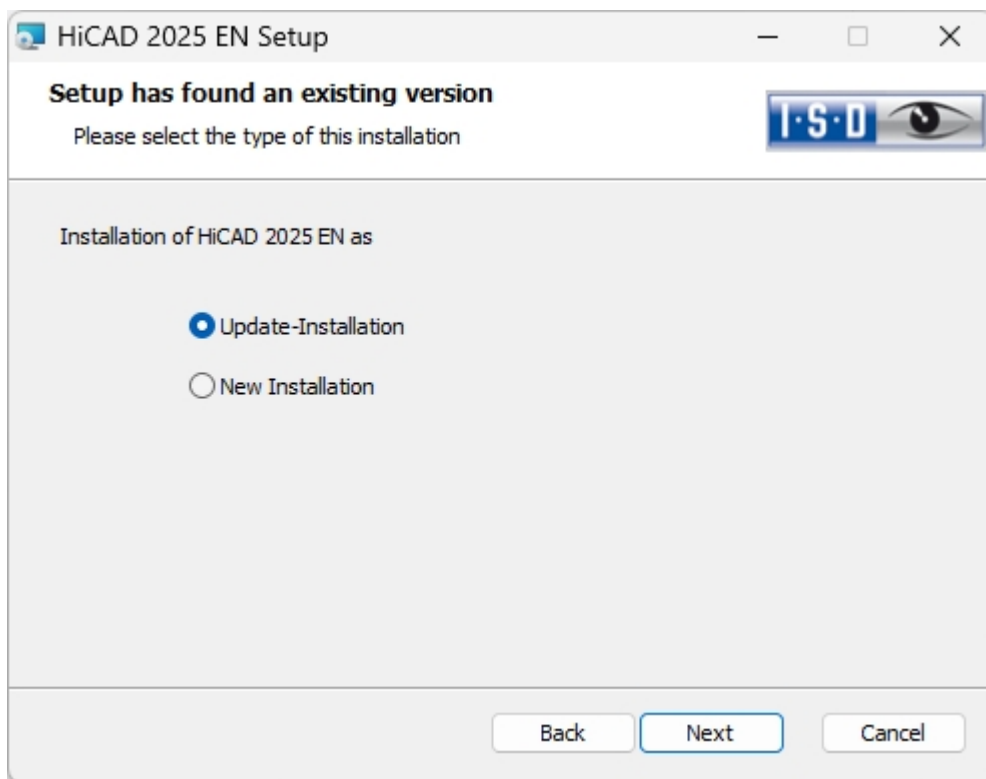 HiCAD 2025 EN Setup
Setup has found an existing version
Please select the type of this installation
I·S·D
Installation of HiCAD 2025 EN as
Update-Installation
New Installation
Back
Next
Cancel